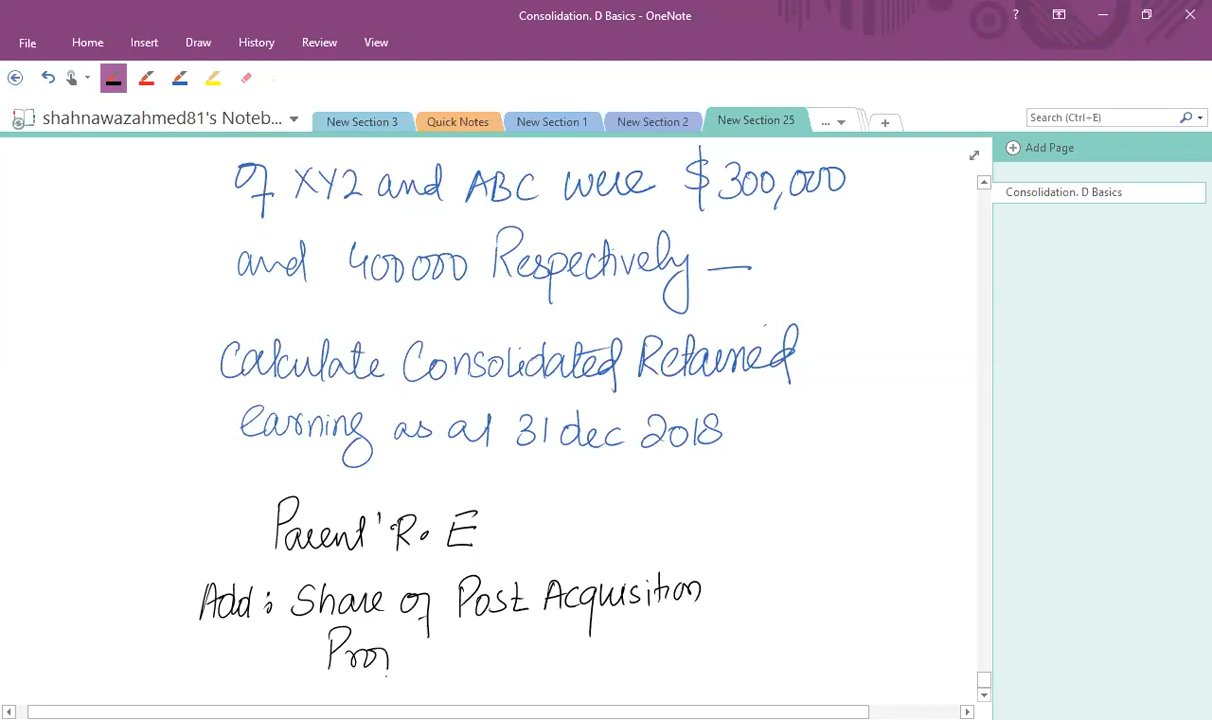 Consolidation. D Basics - OneNote
?
File Home Insert Draw History Review View
shahnawazahmed81's Noteb... New Section 3 Quick Notes New Section 1 New Section 2 New Section 25 ... Search (Ctrl+E)
Add Page
Consolidation. D Basics
of XYZ and ABC were $300,000
and 400000 Respectively —
Calculate Consolidated Retained
earning as at 31 dec 2018
Parent' R. E
Add: Share of Post Acquisition
Prof